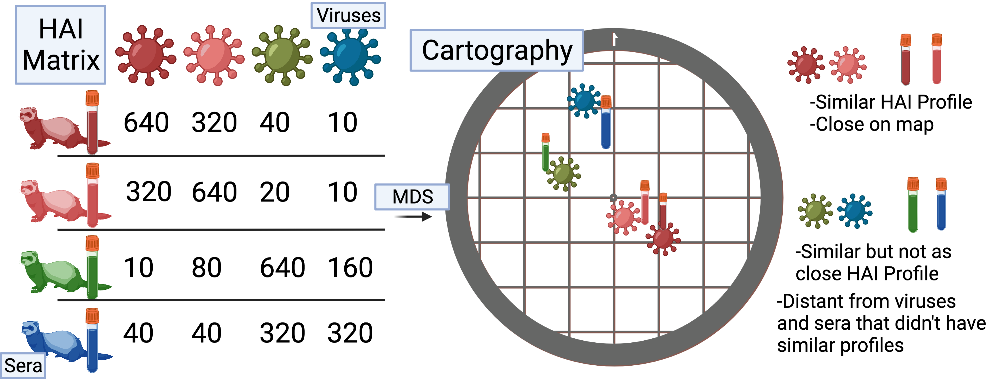 HAI
Matrix
Viruses
640 320 40 10
320 640 20 10
10 80 640 160
40 40 320 320
Sera
MDS
Cartography
-Similar HAI Profile
-Close on map
-Similar but not as
close HAI Profile
-Distant from viruses
and sera that didn't have
similar profiles